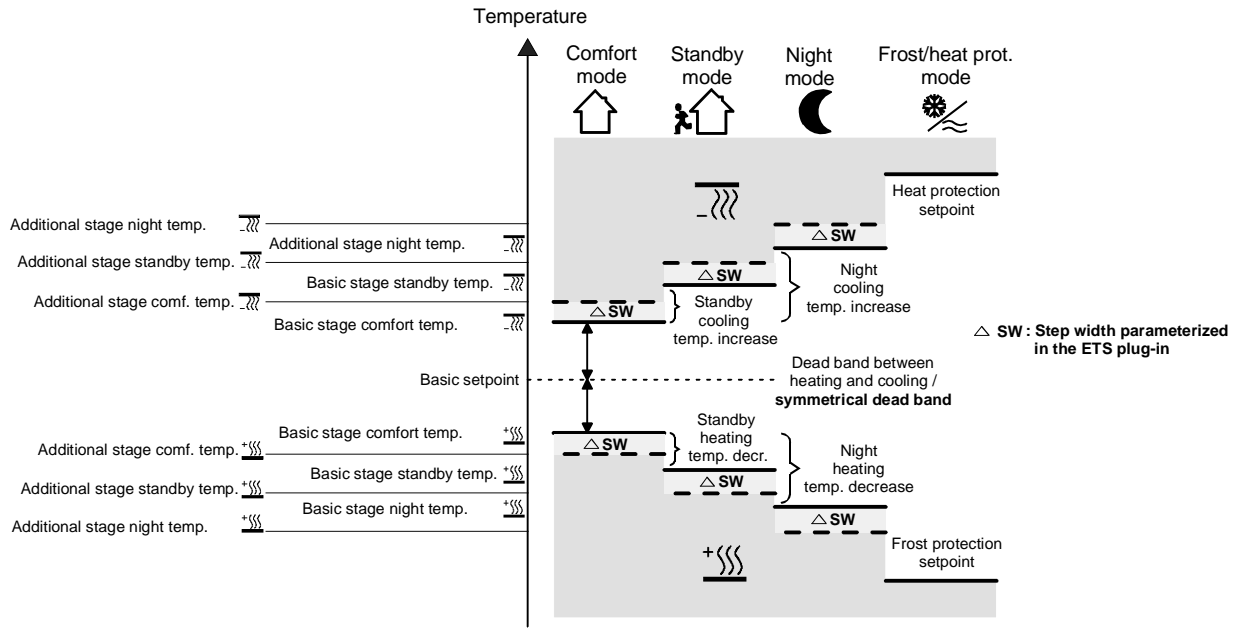 Temperature
Comfort
mode
Standby
mode
Night
mode
Frost/heat prot.
mode
Heat protection
setpoint
Additional stage night temp.
Additional stage night temp.
Additional stage standby temp.
Basic stage standby temp.
Additional stage comf. temp.
Basic stage comfort temp.
△ SW
△ SW
△ SW
Night
cooling
temp. increase
Standby
cooling
temp. increase
△ SW : Step width parameterized
in the ETS plug-in
Basic setpoint
Dead band between
heating and cooling /
symmetrical dead band
Basic stage comfort temp.
Additional stage comf. temp.
Basic stage standby temp.
Additional stage standby temp.
Basic stage night temp.
Additional stage night temp.
△ SW
Standby
heating
temp. decr.
△ SW
Night
heating
temp. decrease
△ SW
Frost protection
setpoint